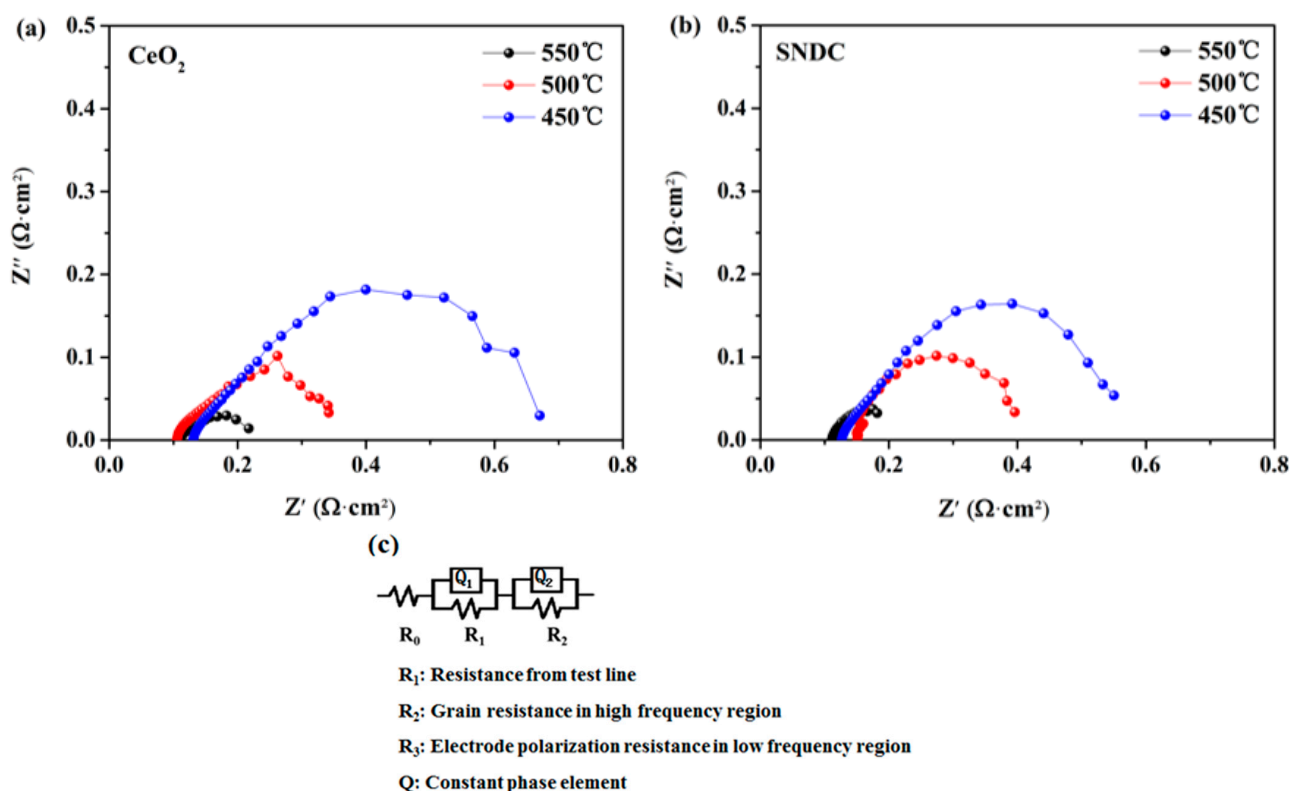 (a)
CeO₂
550℃
500℃
450℃
Z″ (Ω·cm²)
0.5
0.4
0.3
0.2
0.1
0.0
0.0 0.2 0.4 0.6 0.8
Z′ (Ω·cm²)
(b)
SNDC
550℃
500℃
450℃
Z″ (Ω·cm²)
0.5
0.4
0.3
0.2
0.1
0.0
0.0 0.2 0.4 0.6 0.8
Z′ (Ω·cm²)
(c)
Q₁ Q₂
R₀ R₁ R₂
R₁: Resistance from test line
R₂: Grain resistance in high frequency region
R₃: Electrode polarization resistance in low frequency region
Q: Constant phase element